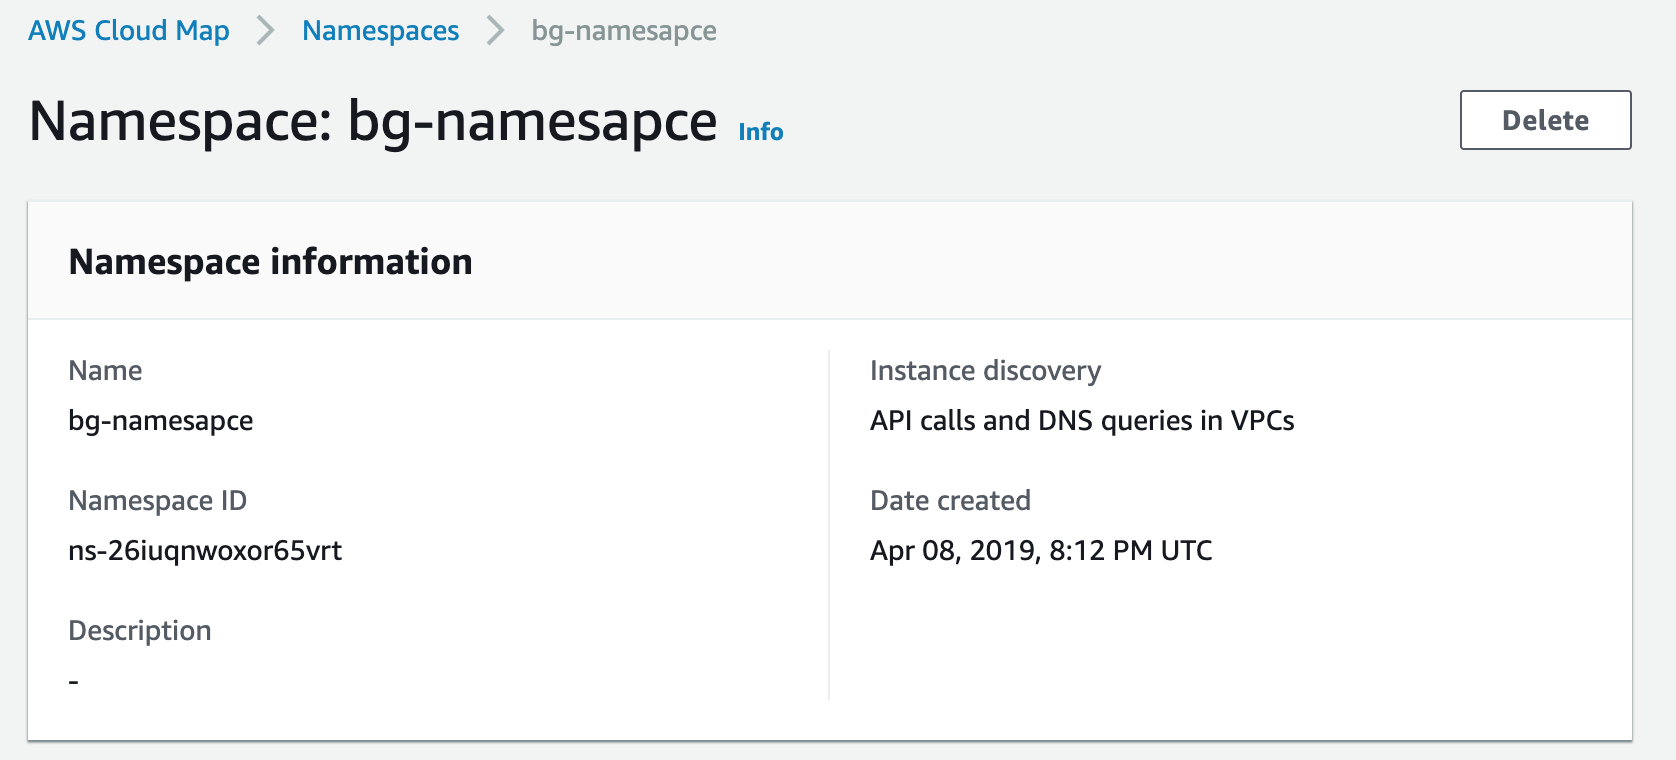 AWS Cloud Map > Namespaces > bg-namesapce
Namespace: bg-namesapce Info
Delete
Namespace information
Name
bg-namesapce
Namespace ID
ns-26iuqnwoxor65vrt
Description
-
Instance discovery
API calls and DNS queries in VPCs
Date created
Apr 08, 2019, 8:12 PM UTC